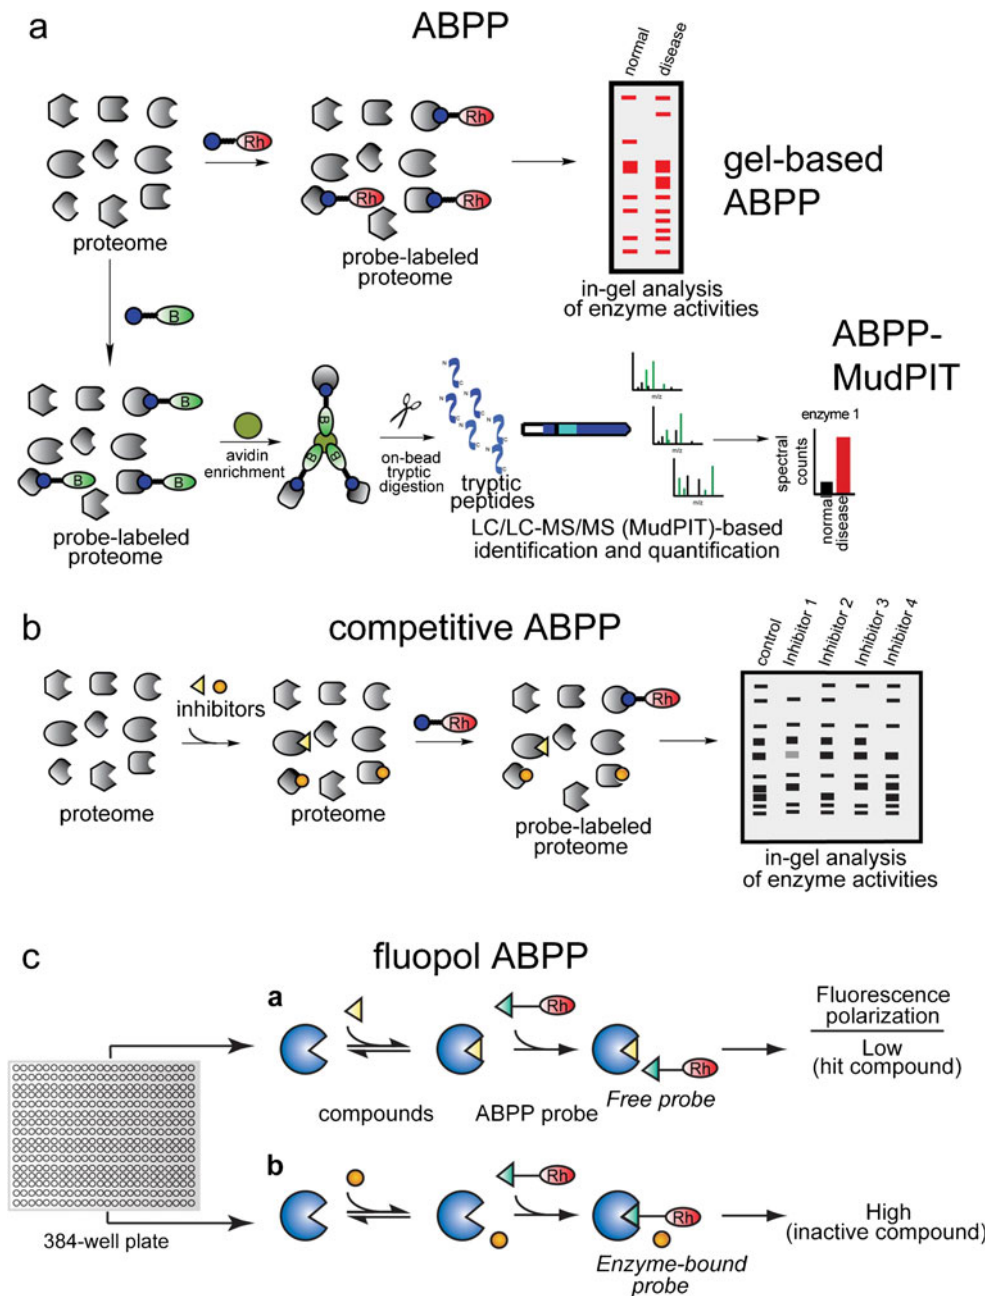 a
ABPP
normal
disease
Rh
Rh
Rh
Rh
gel-based
ABPP
proteome
probe-labeled
proteome
in-gel analysis
of enzyme activities
B
ABPP-
MudPIT
B
B
B
avidin
enrichment
B
B
B
on-bead
tryptic
digestion
N
C
N
C
N
C
N
C
N
C
N
C
tryptic
peptides
m/z
m/z
m/z
enzyme 1
spectral
counts
normal
disease
probe-labeled
proteome
LC/LC-MS/MS (MudPIT)-based
identification and quantification
b
competitive ABPP
control
Inhibitor 1
Inhibitor 2
Inhibitor 3
Inhibitor 4
inhibitors
Rh
Rh
proteome
proteome
probe-labeled
proteome
in-gel analysis
of enzyme activities
c
fluopol ABPP
a
Rh
Rh
Fluorescence
polarization
Low
(hit compound)
compounds
ABPP probe
Free probe
b
Rh
Rh
High
(inactive compound)
384-well plate
Enzyme-bound
probe